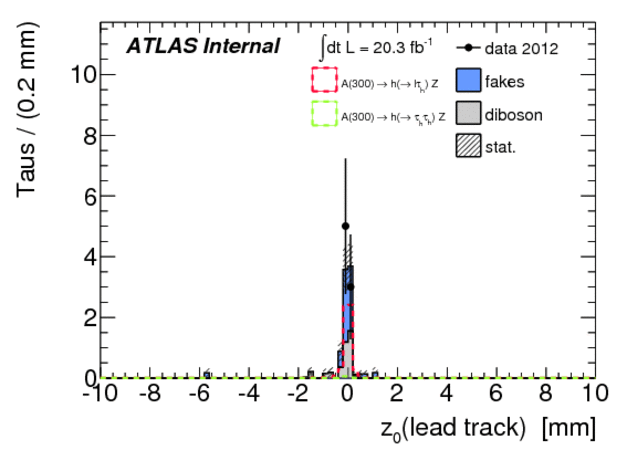 ATLAS Internal
∫dt L = 20.3 fb⁻¹
data 2012
A(300) → h(→ lτₕ) Z
fakes
A(300) → h(→ τₕτₕ) Z
diboson
stat.
Taus / (0.2 mm)
10
8
6
4
2
0
-10 -8 -6 -4 -2 0 2 4 6 8 10
z₀(lead track) [mm]